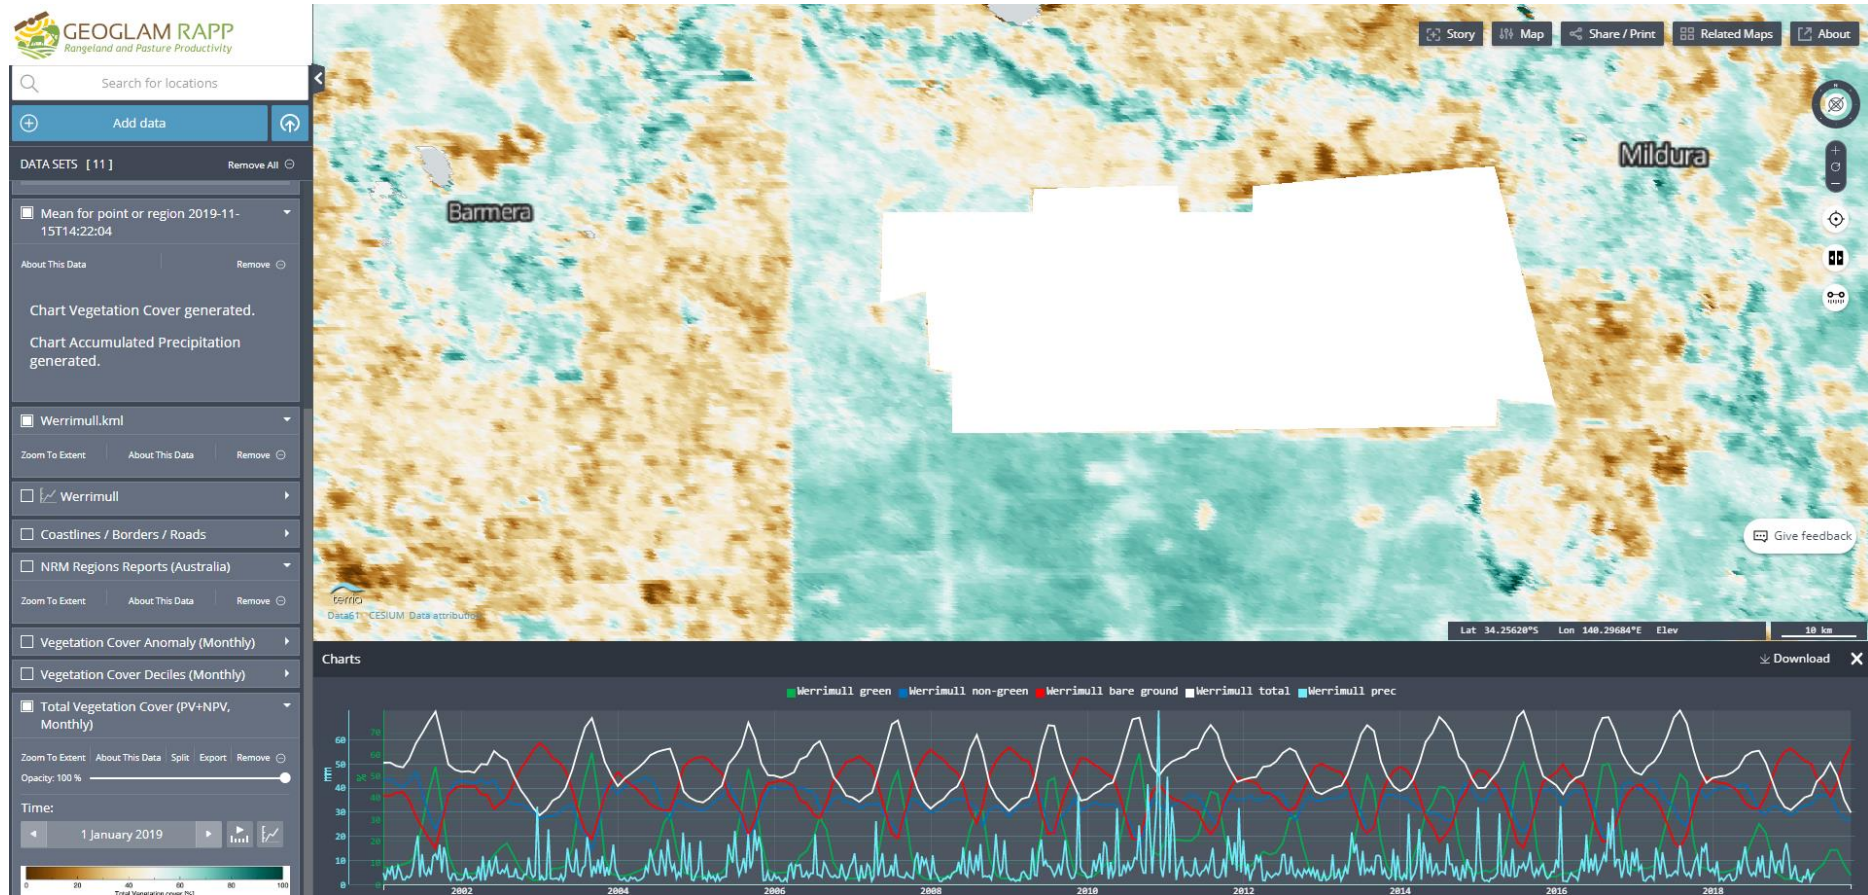 GEOGLAM RAPP
Rangeland and Pasture Productivity
Search for locations
Add data
DATA SETS [ 11 ]
Remove All
Mean for point or region 2019-11-
15T14:22:04
About This Data
Remove
Chart Vegetation Cover generated.
Chart Accumulated Precipitation
generated.
Werrimull.kml
Zoom To Extent
About This Data
Remove
Werrimull
Coastlines / Borders / Roads
NRM Regions Reports (Australia)
Zoom To Extent
About This Data
Remove
Vegetation Cover Anomaly (Monthly)
Vegetation Cover Deciles (Monthly)
Total Vegetation Cover (PV+NPV,
Monthly)
Zoom To Extent
About This Data
Split
Export
Remove
Opacity: 100 %
Time:
1 January 2019
0 20 40 60 80 100
Total Vegetation cover [%]
Story
Map
Share / Print
Related Maps
About
Mildura
Barmera
Give feedback
terria
Data61 CESIUM Data attribution
Lat 34.25620°S Lon 140.29684°E Elev
10 km
Charts
Download
Werrimull green
Werrimull non-green
Werrimull bare ground
Werrimull total
Werrimull prec
mm
60
50
40
30
20
10
0
%
70
60
50
40
30
20
10
0
2002 2004 2006 2008 2010 2012 2014 2016 2018